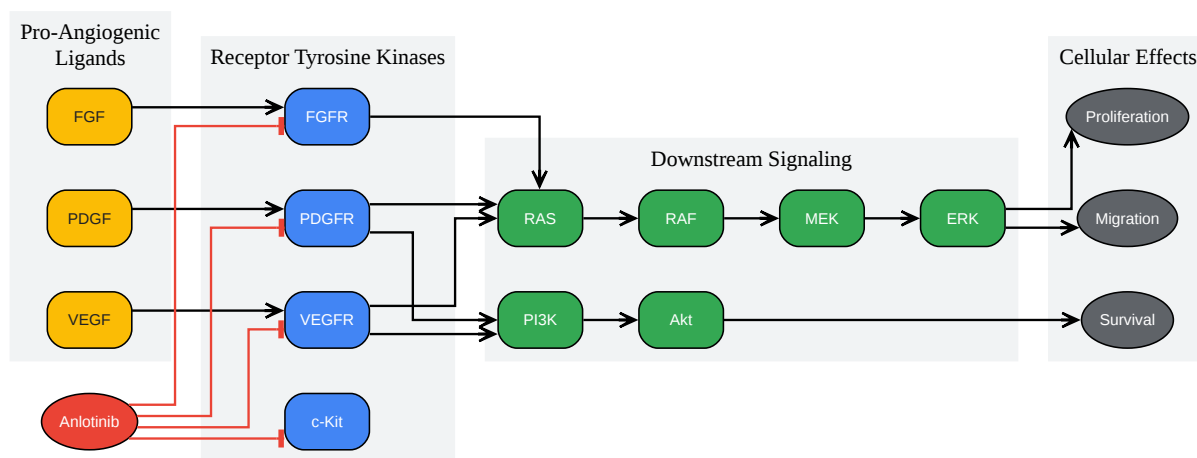 Pro-Angiogenic
Ligands
Receptor Tyrosine Kinases
Cellular Effects
FGF
FGFR
Proliferation
Downstream Signaling
PDGF
PDGFR
RAS
RAF
MEK
ERK
Migration
VEGF
VEGFR
PI3K
Akt
Survival
Anlotinib
c-Kit